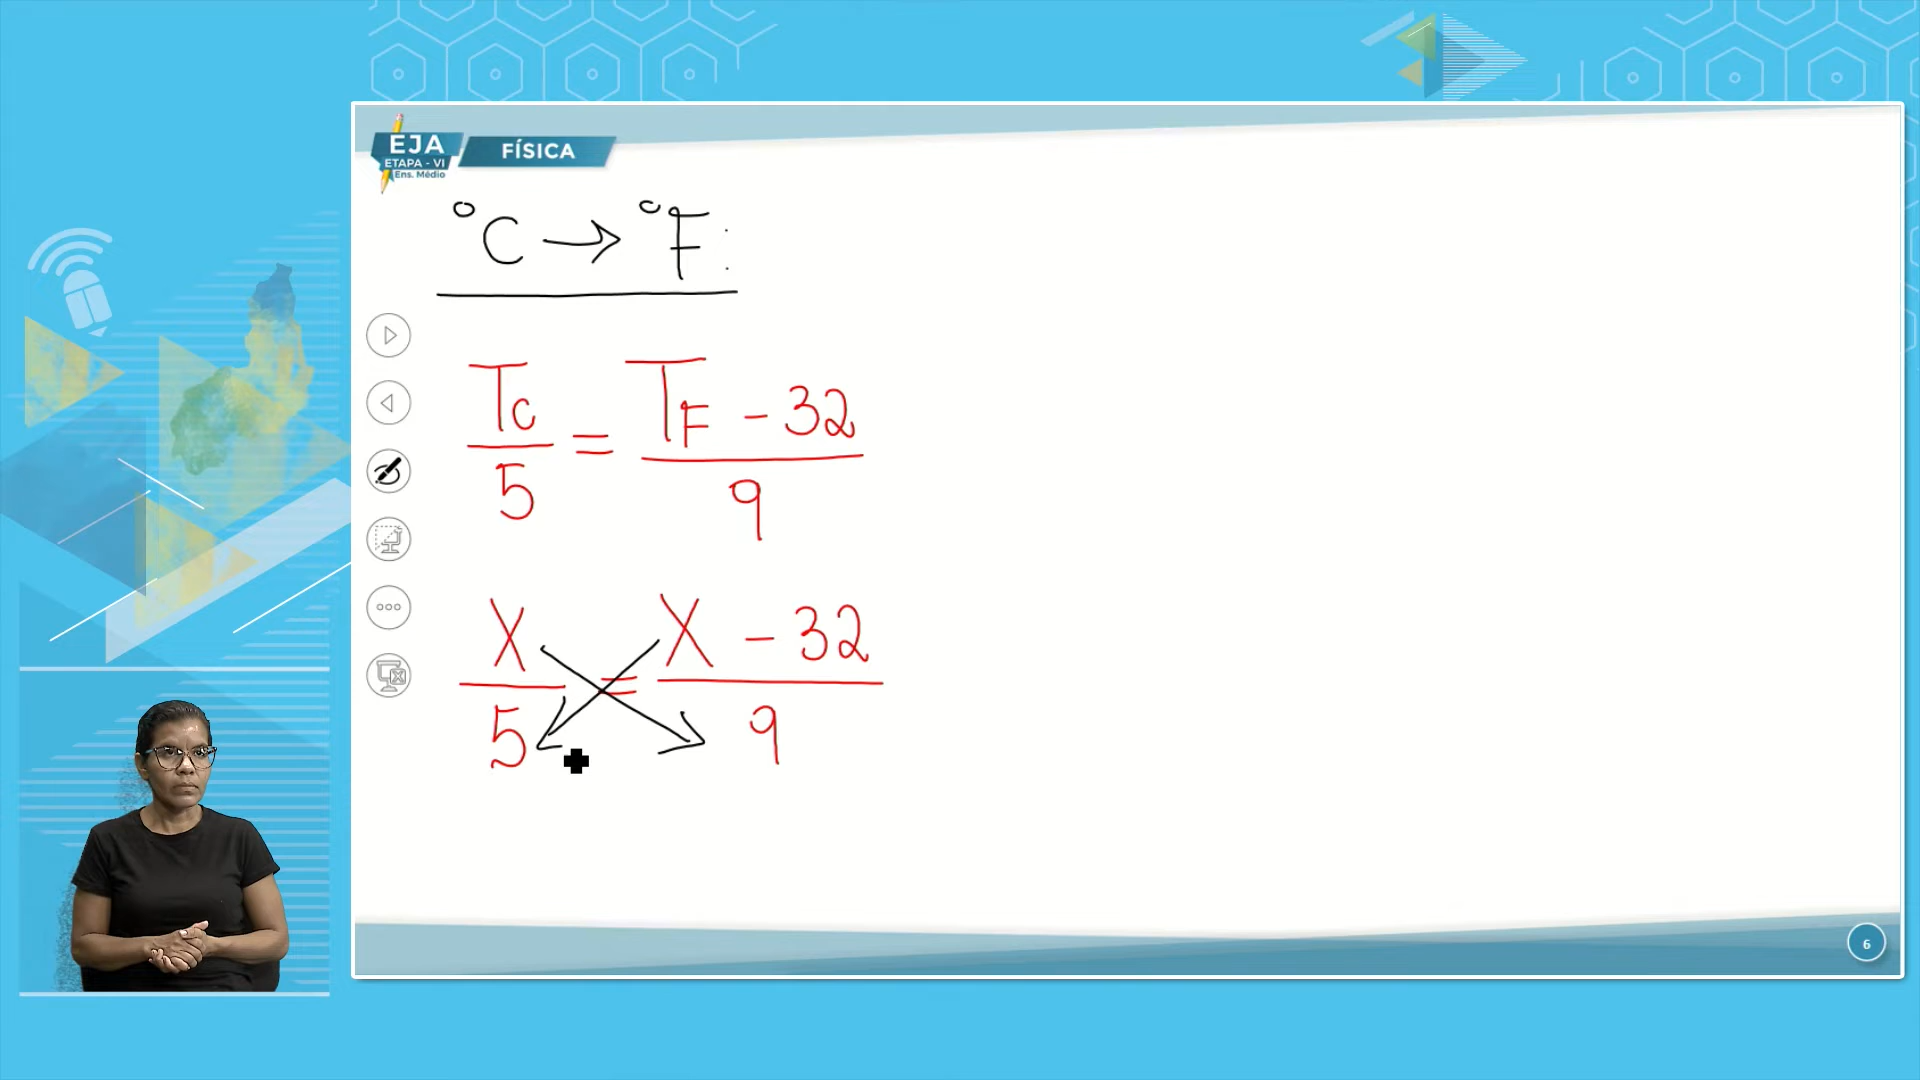 EJA
ETAPA - VI
Ens. Médio
FÍSICA
°C → °F:
Tc/5 = TF - 32/9
X/5 = X - 32/9
6